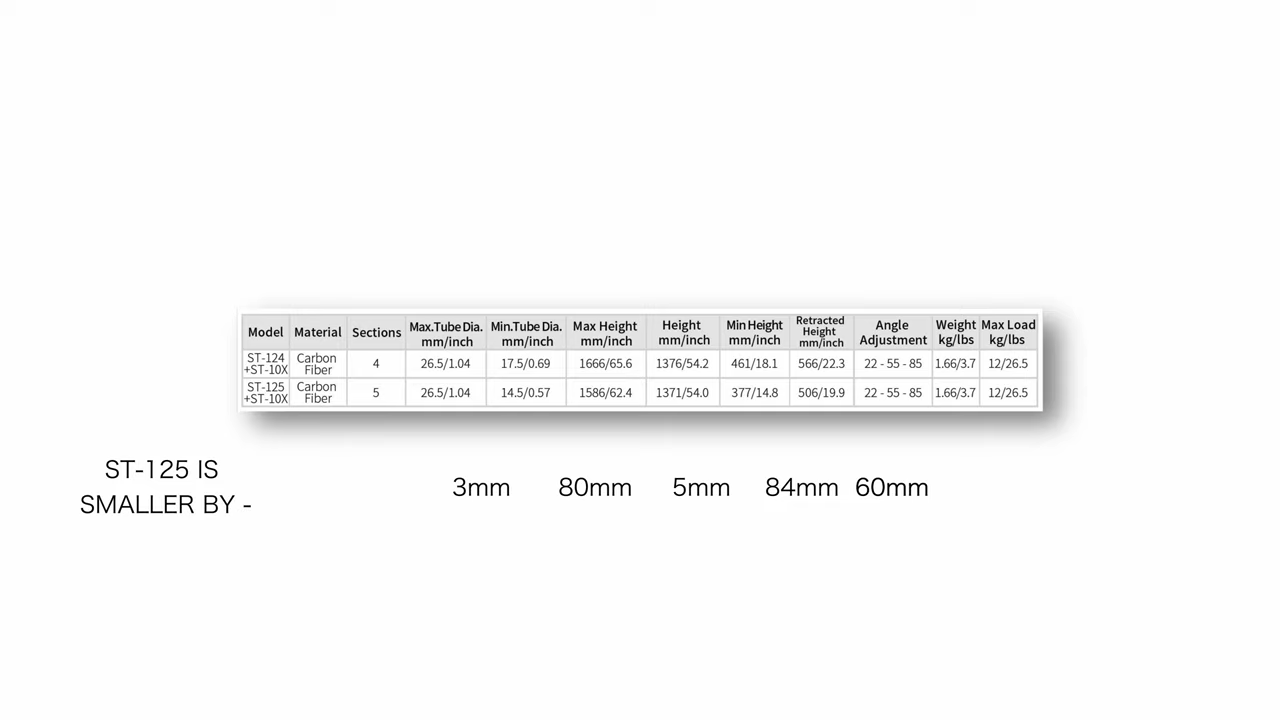 Model Material Sections Max.Tube Dia. mm/inch Min.Tube Dia. mm/inch Max Height mm/inch Height mm/inch Min Height mm/inch Retracted Height mm/inch Angle Adjustment Weight kg/lbs Max Load kg/lbs
ST-124 +ST-10X Carbon Fiber 4 26.5/1.04 17.5/0.69 1666/65.6 1376/54.2 461/18.1 566/22.3 22 - 55 - 85 1.66/3.7 12/26.5
ST-125 +ST-10X Carbon Fiber 5 26.5/1.04 14.5/0.57 1586/62.4 1371/54.0 377/14.8 506/19.9 22 - 55 - 85 1.66/3.7 12/26.5
ST-125 IS
SMALLER BY -
3mm 80mm 5mm 84mm 60mm